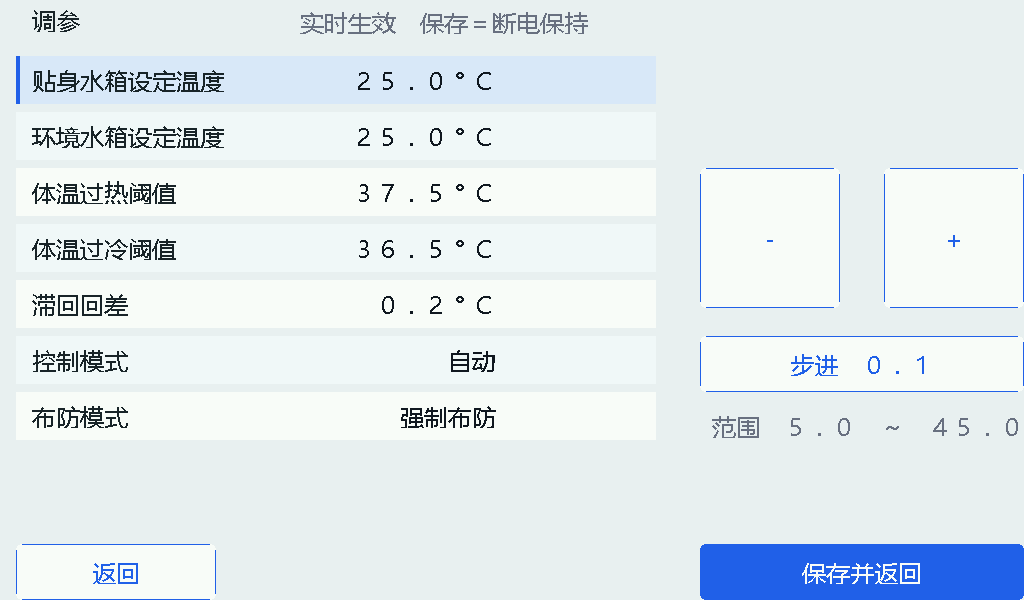 调参 实时生效 保存=断电保持
贴身水箱设定温度 25.0°C
环境水箱设定温度 25.0°C
体温过热阈值 37.5°C
- +
体温过冷阈值 36.5°C
滞回回差 0.2°C
控制模式 自动
步进 0.1
布防模式 强制布防
范围 5.0 ~ 45.0
返回 保存并返回